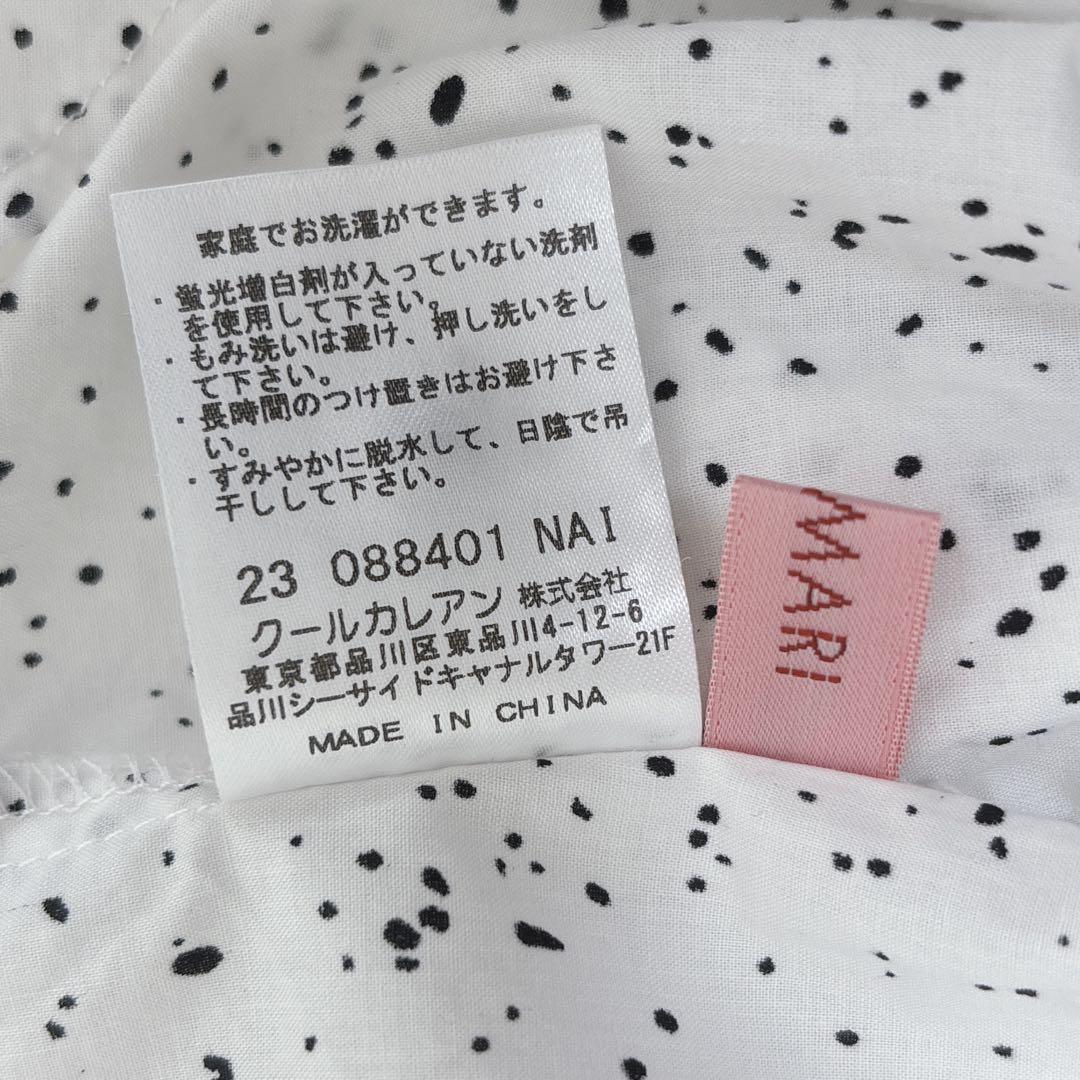 家庭でお洗濯ができます。
・蛍光増白剤が入っていない洗剤
を使用して下さい。
・もみ洗いは避け、押し洗いをし
て下さい。
・長時間のつけ置きはお避け下さ
い。
・すみやかに脱水して、日陰で吊
干しして下さい。
23 088401 NAI
クールカレアン 株式会社
東京都品川区東品川4-12-6
品川シーサイドキャナルタワー21F
MADE IN CHINA
MARI